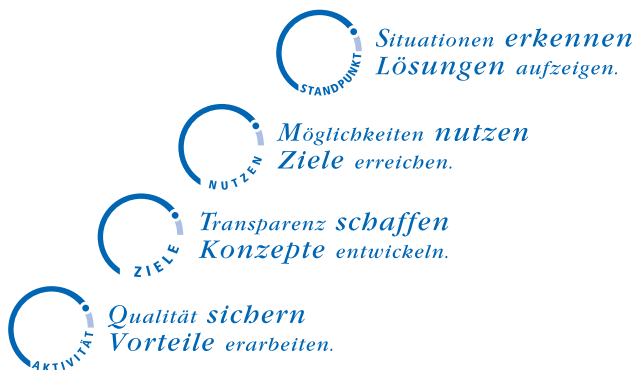 STANDPUNKT
Situationen erkennen
Lösungen aufzeigen.
NUTZEN
Möglichkeiten nutzen
Ziele erreichen.
ZIELE
Transparenz schaffen
Konzepte entwickeln.
AKTIVITÄT
Qualität sichern
Vorteile erarbeiten.